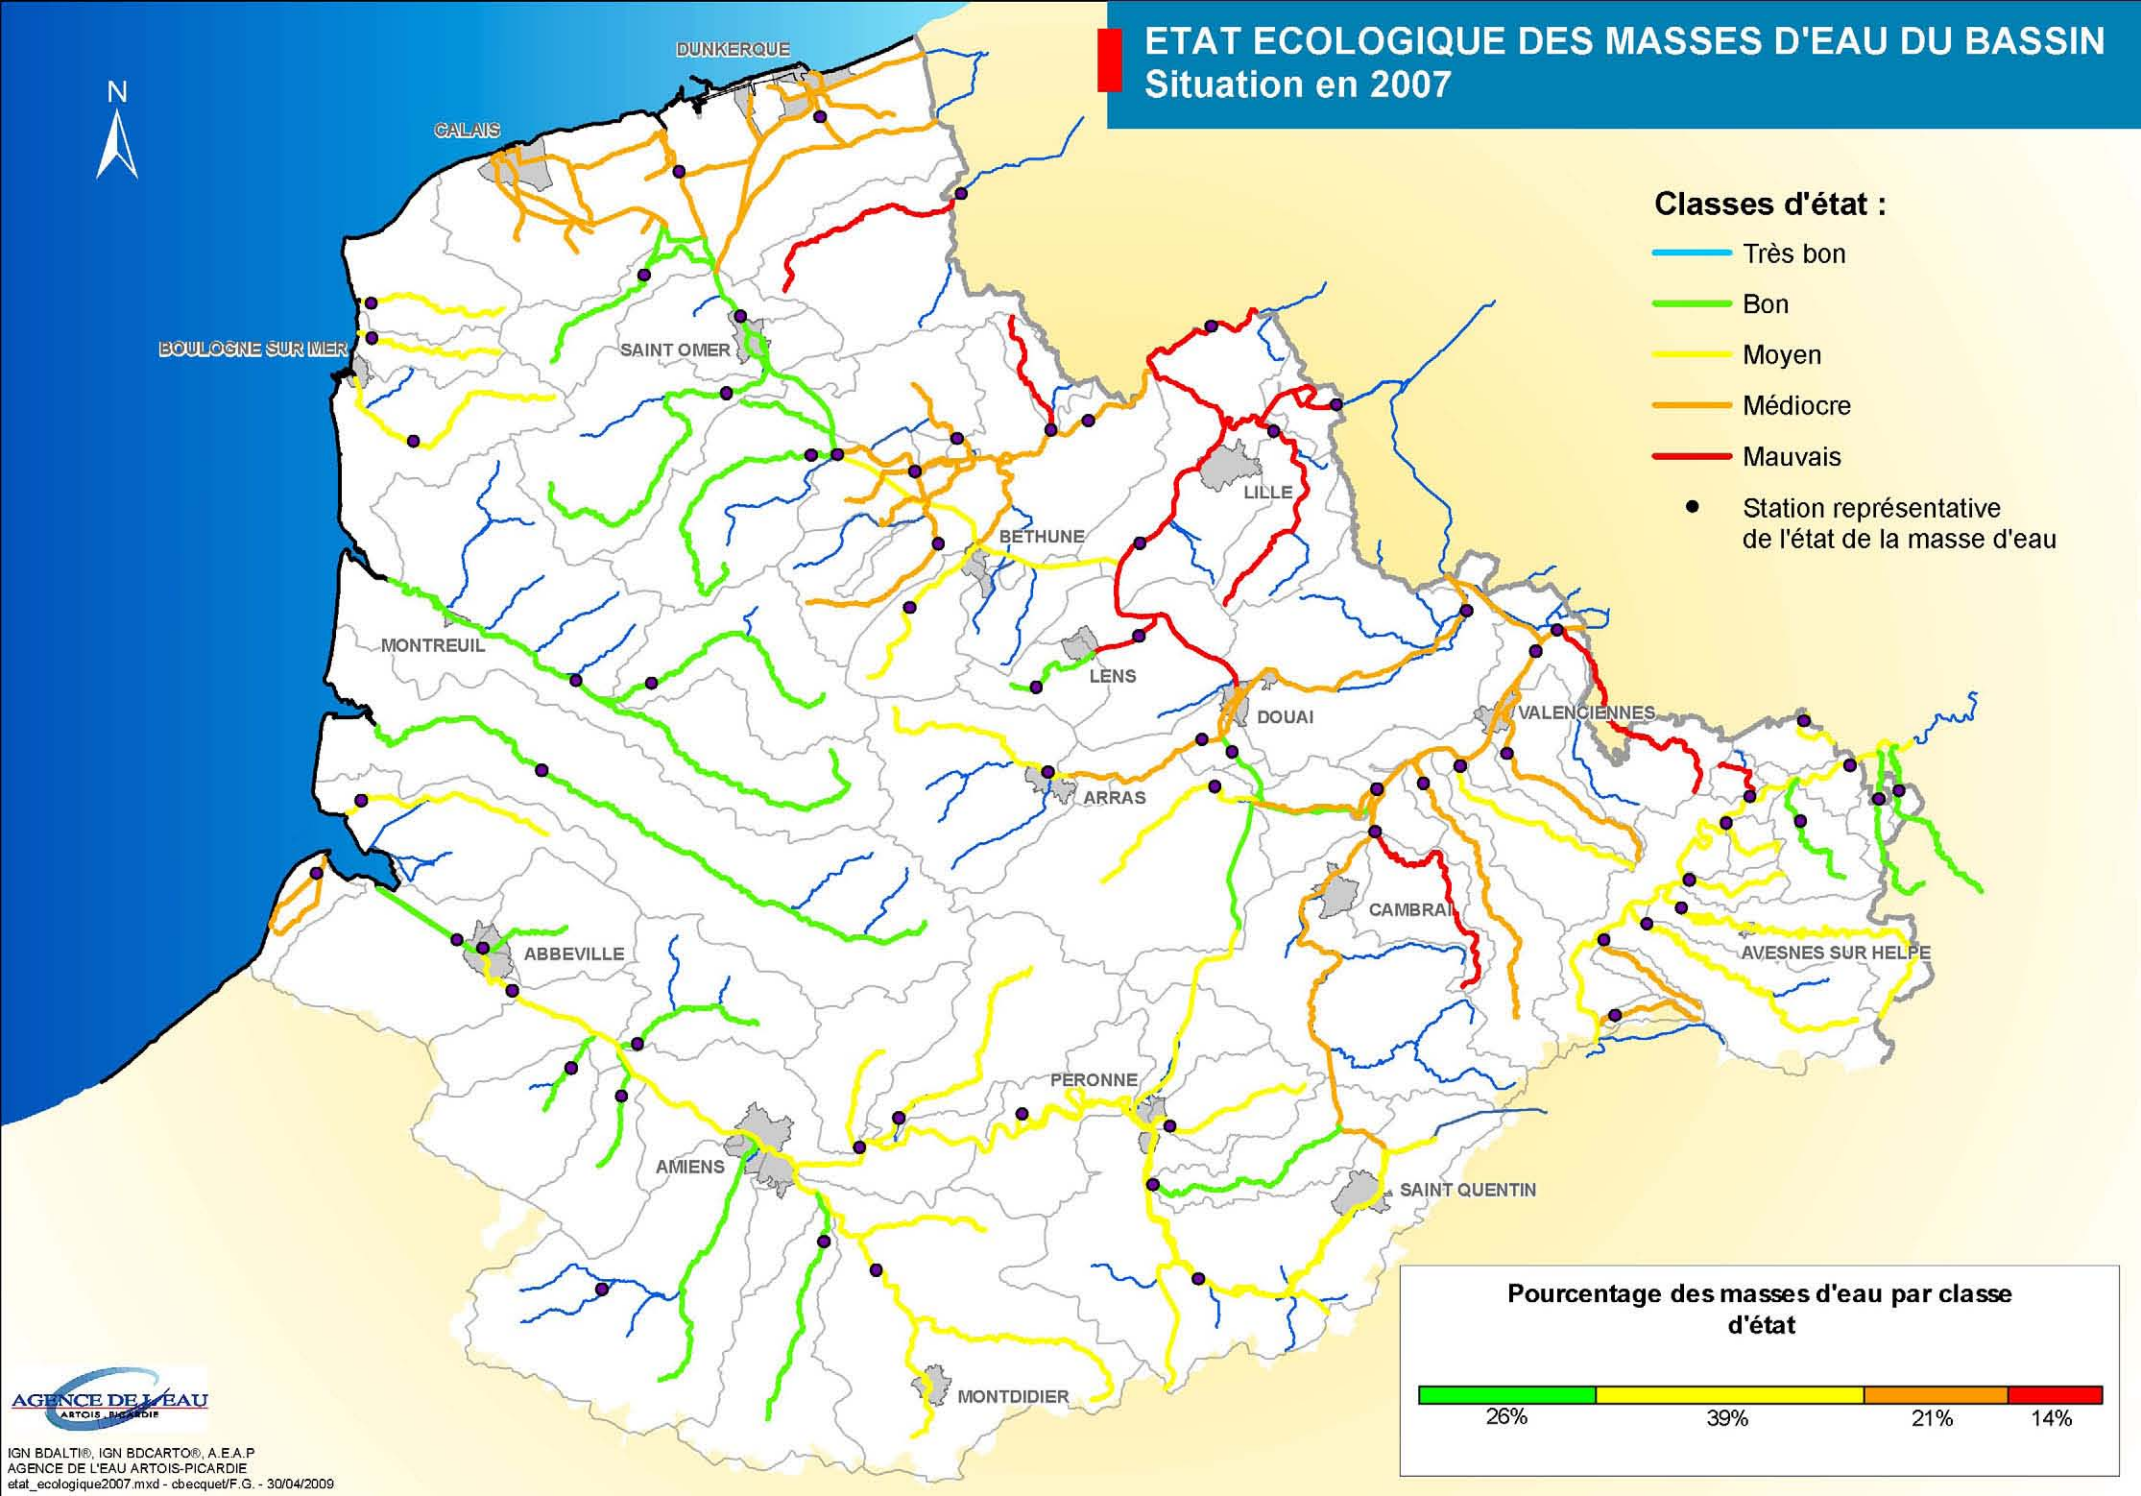 ETAT ECOLOGIQUE DES MASSES D'EAU DU BASSIN
Situation en 2007
N
DUNKERQUE
CALAIS
BOULOGNE SUR MER
SAINT OMER
LILLE
BETHUNE
MONTREUIL
LENS
DOUAI
VALENCIENNES
ARRAS
CAMBRAI
AVESNES SUR HELPE
ABBEVILLE
PERONNE
AMIENS
SAINT QUENTIN
MONTDIDIER
Classes d'état :
Très bon
Bon
Moyen
Médiocre
Mauvais
Station représentative
de l'état de la masse d'eau
Pourcentage des masses d'eau par classe
d'état
26% 39% 21% 14%
AGENCE DE L'EAU
ARTOIS - PICARDIE
IGN BDALTI®, IGN BDCARTO®, A.E.A.P
AGENCE DE L'EAU ARTOIS-PICARDIE
etat_ecologique2007.mxd - cbecquet/F.G. - 30/04/2009